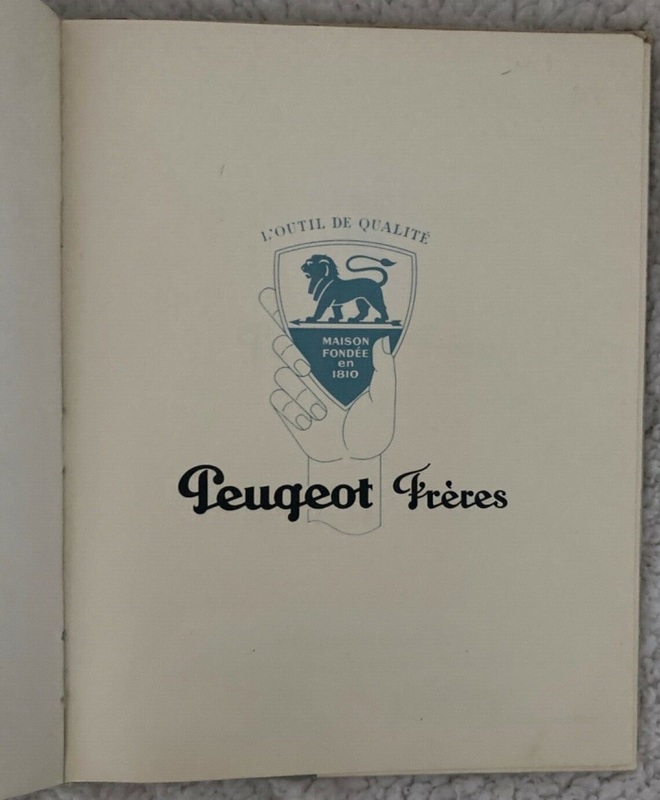 L'OUTIL DE QUALITÉ
MAISON
FONDÉE
en
1810
Peugeot Frères